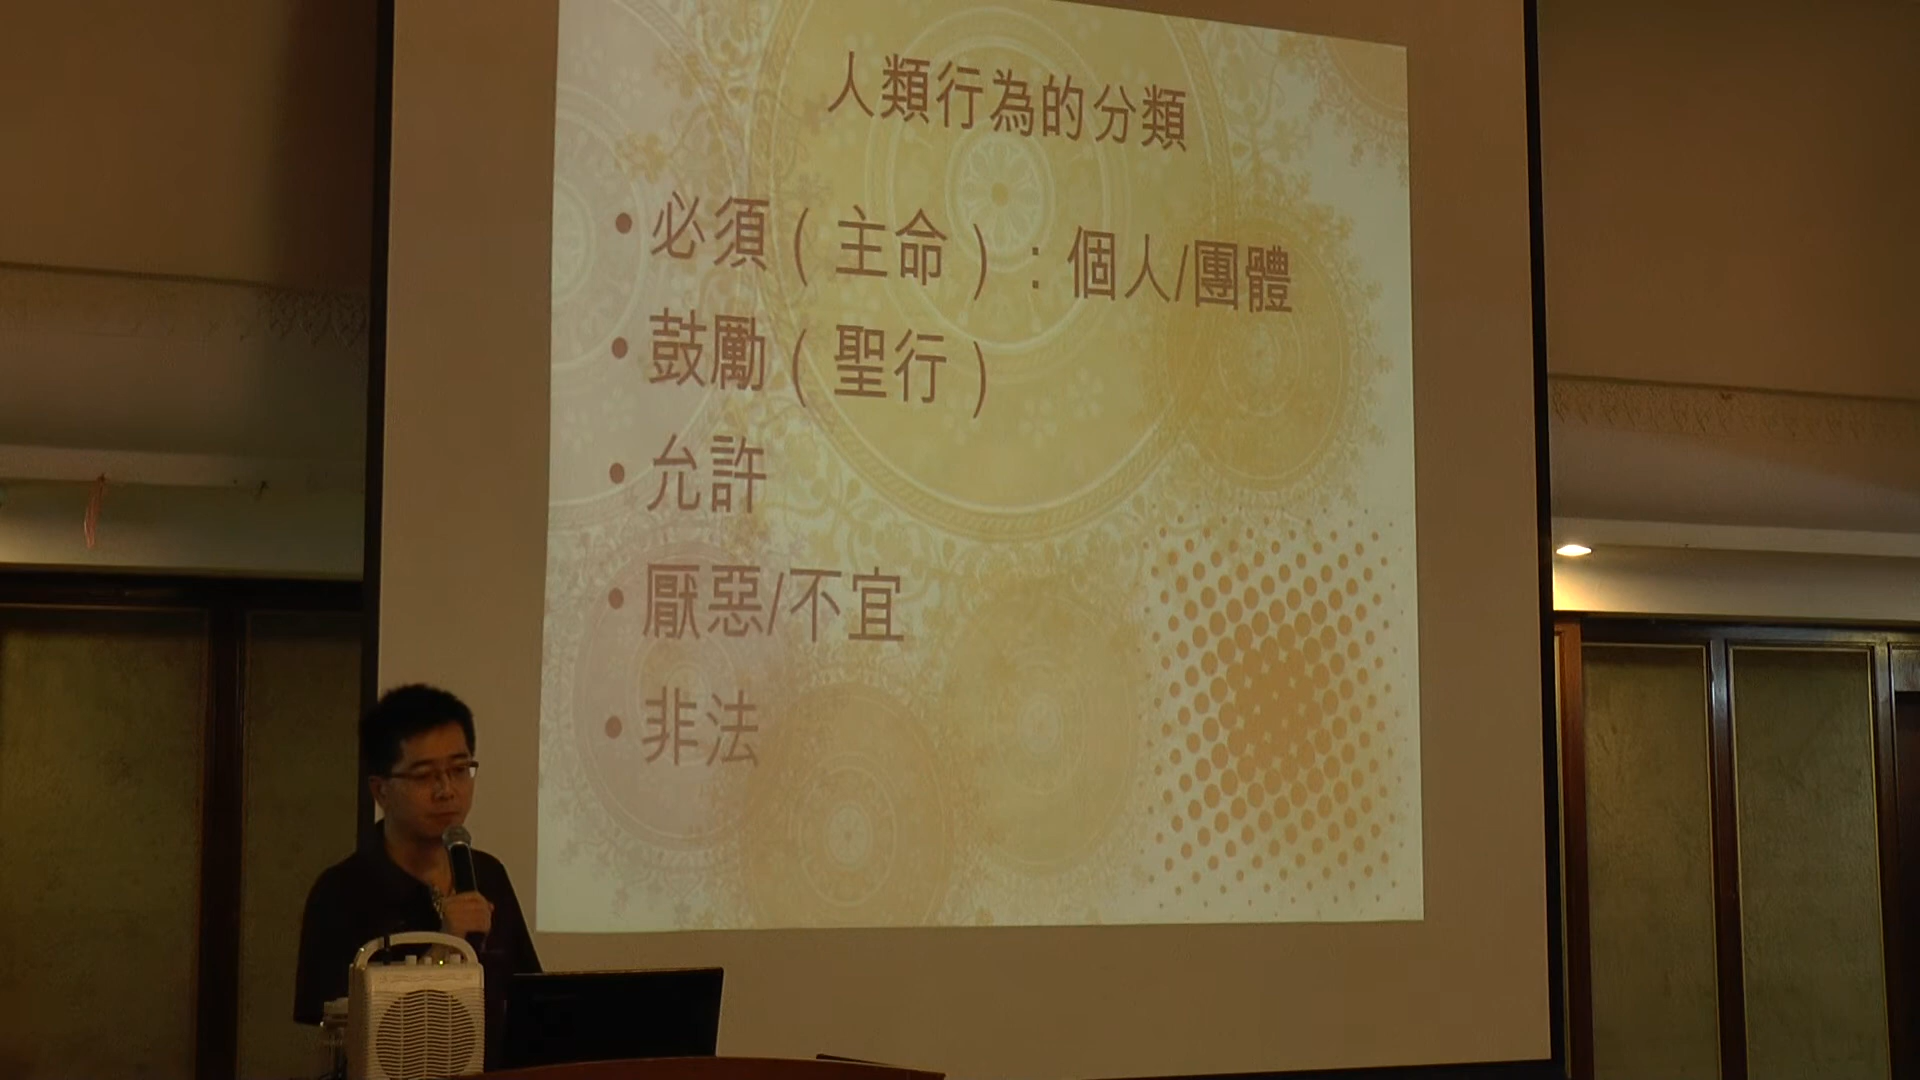 人類行為的分類
•必須（主命）：個人/團體
•鼓勵（聖行）
•允許
•厭惡/不宜
•非法